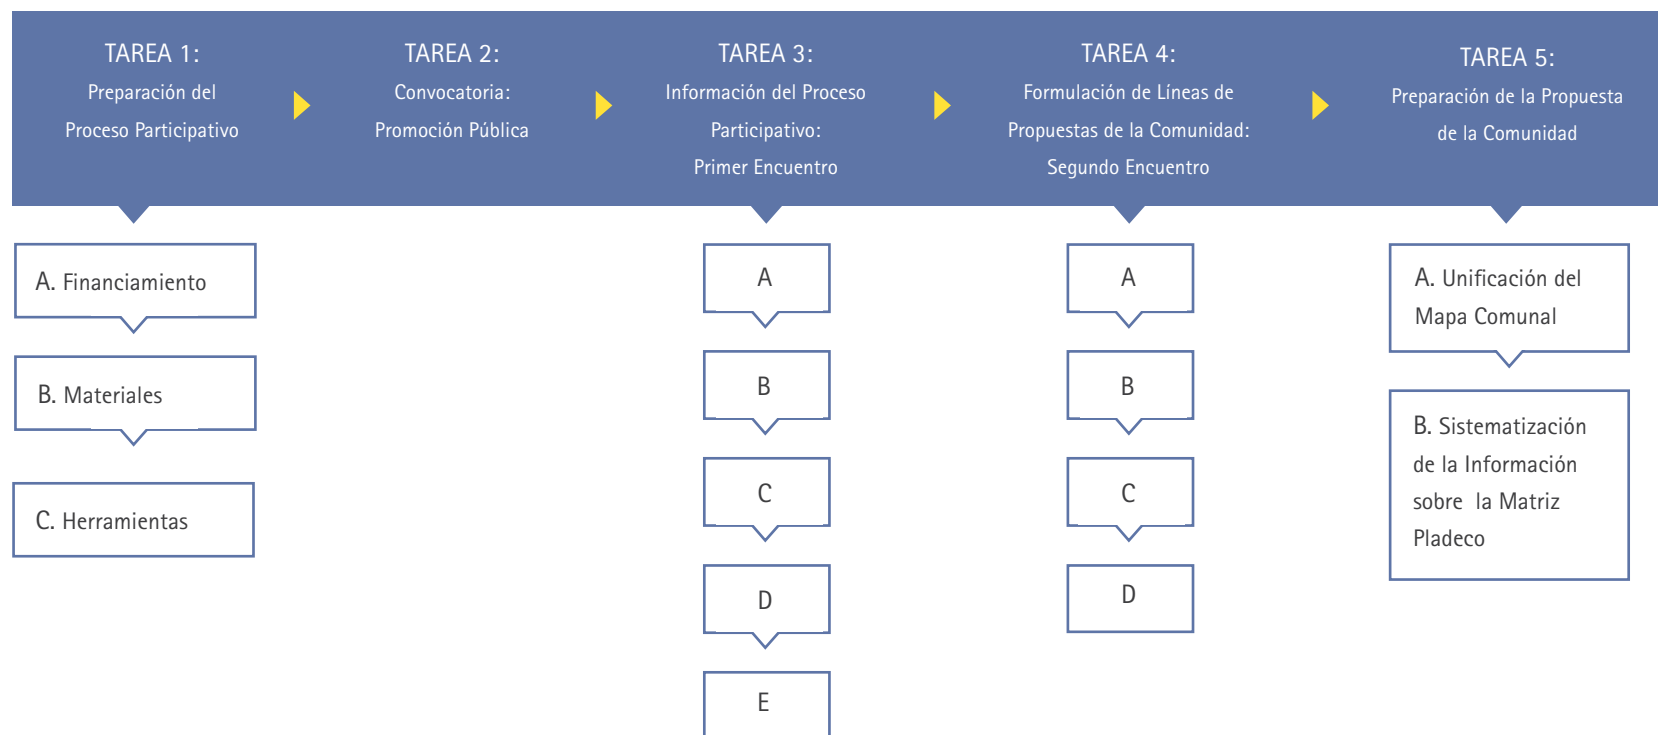 TAREA 1:
Preparación del
Proceso Participativo
TAREA 2:
Convocatoria:
Promoción Pública
TAREA 3:
Información del Proceso
Participativo:
Primer Encuentro
TAREA 4:
Formulación de Líneas de
Propuestas de la Comunidad:
Segundo Encuentro
TAREA 5:
Preparación de la Propuesta
de la Comunidad
A. Financiamiento
B. Materiales
C. Herramientas
A
B
C
D
E
A
B
C
D
A. Unificación del
Mapa Comunal
B. Sistematización
de la Información
sobre la Matriz
Pladeco